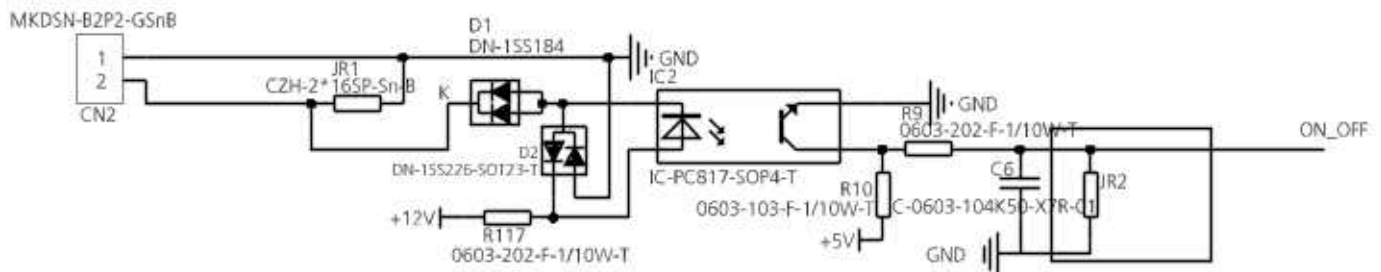 MKDSN-B2P2-GSnB
1
2
CN2
JR1
CZH-2*16SP-Sn-B
D1
DN-1SS184
K
GND
IC2
D2
DN-1SS226-SOT23-T
+12V
R117
0603-202-F-1/10W-T
IC-PC817-SOP4-T
GND
R9
0603-202-F-1/10W-T
ON_OFF
R10
0603-103-F-1/10W-T
+5V
C6
C-0603-104K50-X7R-01
JR2
GND